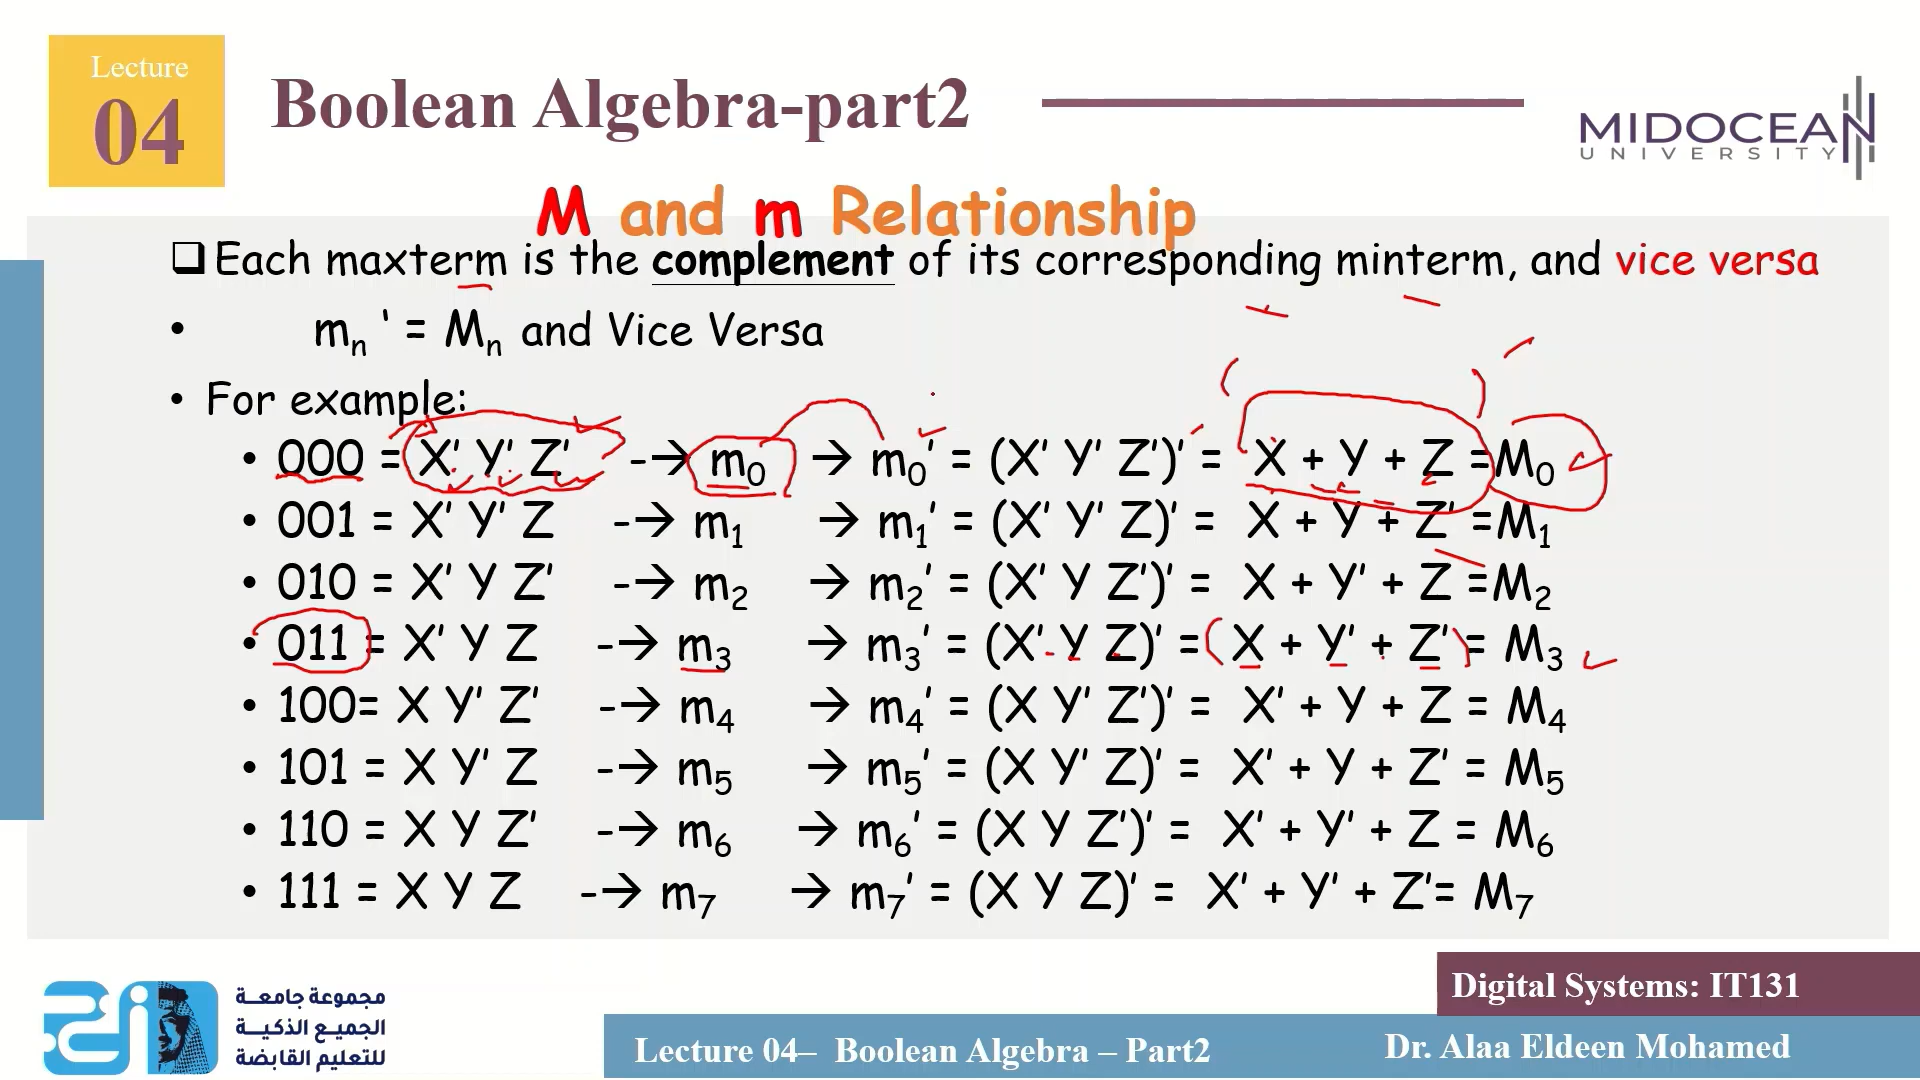 Lecture
04
Boolean Algebra-part2
MIDOCEAN
UNIVERSITY
M and m Relationship
❑ Each maxterm is the complement of its corresponding minterm, and vice versa
• mn ' = Mn and Vice Versa
• For example:
• 000 = X' Y' Z' -→ m0 → m0' = (X' Y' Z')' = X + Y + Z =M0
• 001 = X' Y' Z -→ m1 → m1' = (X' Y' Z)' = X + Y + Z' =M1
• 010 = X' Y Z' -→ m2 → m2' = (X' Y Z')' = X + Y' + Z =M2
• 011 = X' Y Z -→ m3 → m3' = (X' Y Z)' = (X + Y' + Z') = M3
• 100= X Y' Z' -→ m4 → m4' = (X Y' Z')' = X' + Y + Z = M4
• 101 = X Y' Z -→ m5 → m5' = (X Y' Z)' = X' + Y + Z' = M5
• 110 = X Y Z' -→ m6 → m6' = (X Y Z')' = X' + Y' + Z = M6
• 111 = X Y Z -→ m7 → m7' = (X Y Z)' = X' + Y' + Z'= M7
مجموعة جامعة
الجميع الذكية
للتعليم القابضة
Digital Systems: IT131
Lecture 04– Boolean Algebra – Part2
Dr. Alaa Eldeen Mohamed